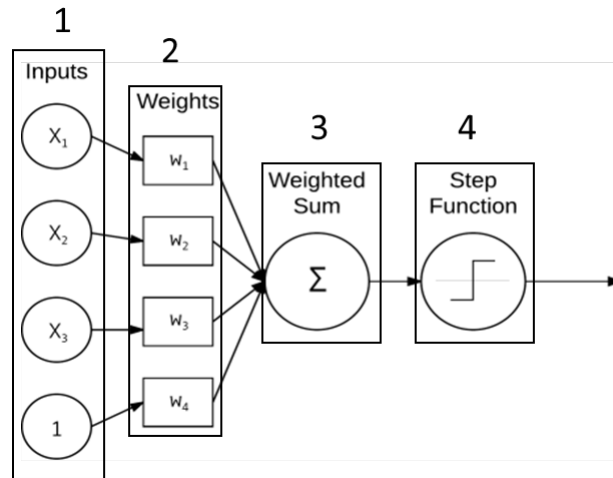 1
2
3
4
Inputs
Weights
Weighted
Sum
Step
Function
X₁
X₂
X₃
1
w₁
w₂
w₃
w₄
Σ